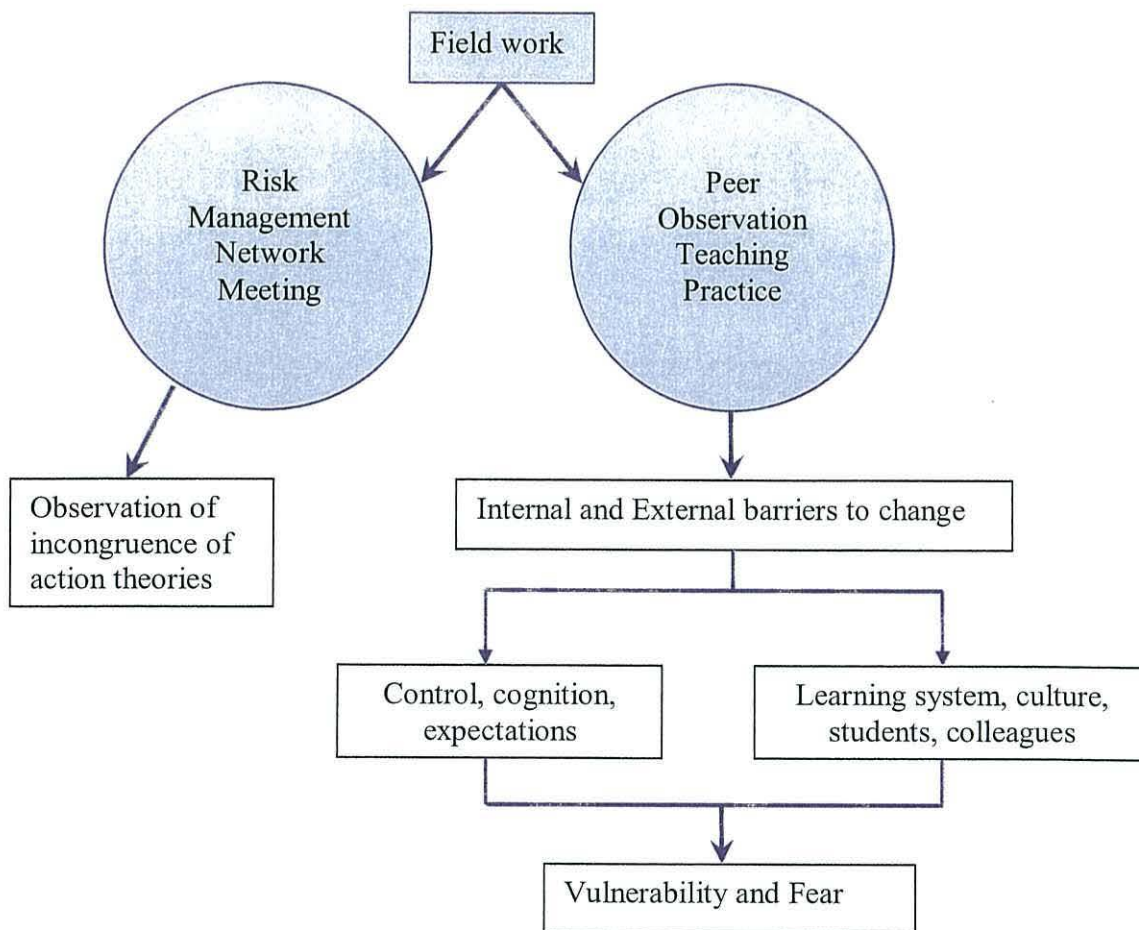 Field work
Risk
Management
Network
Meeting
Peer
Observation
Teaching
Practice
Observation of
incongruence of
action theories
Internal and External barriers to change
Control, cognition,
expectations
Learning system, culture,
students, colleagues
Vulnerability and Fear